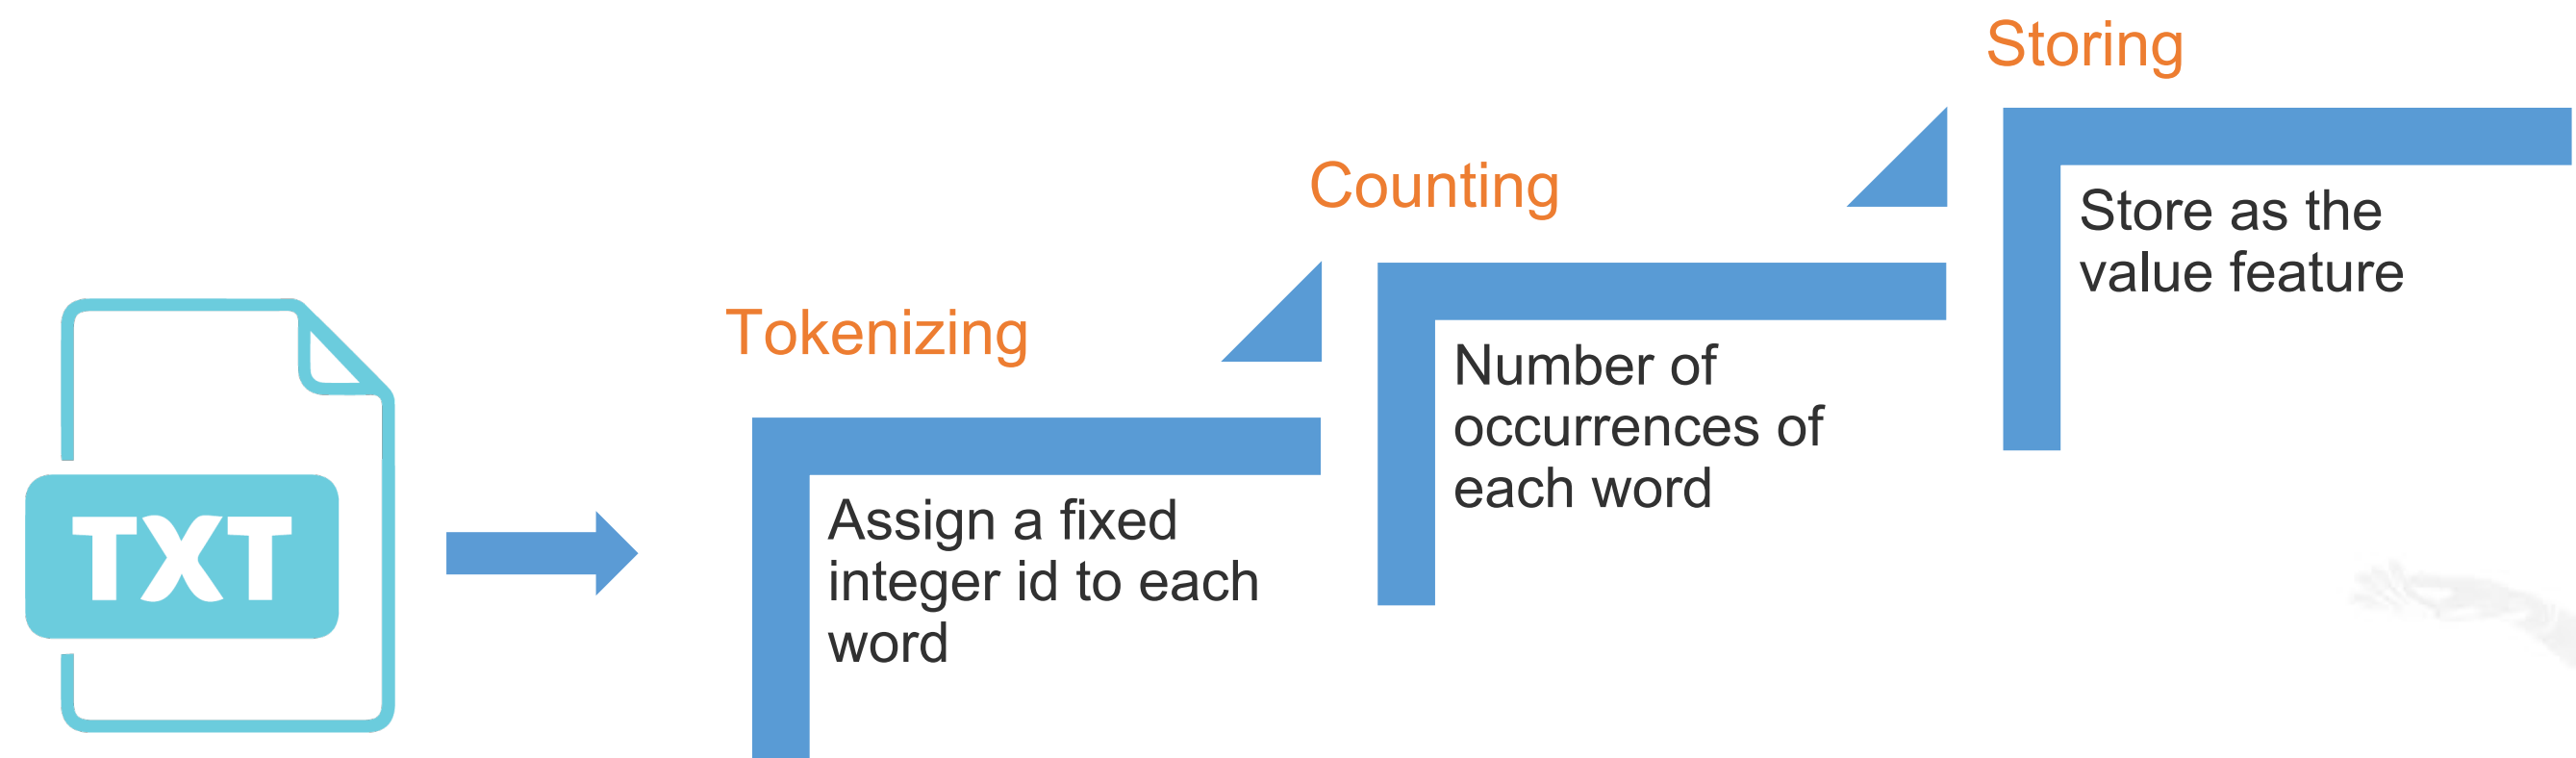 TXT
Tokenizing
Assign a fixed
integer id to each
word
Counting
Number of
occurrences of
each word
Storing
Store as the
value feature